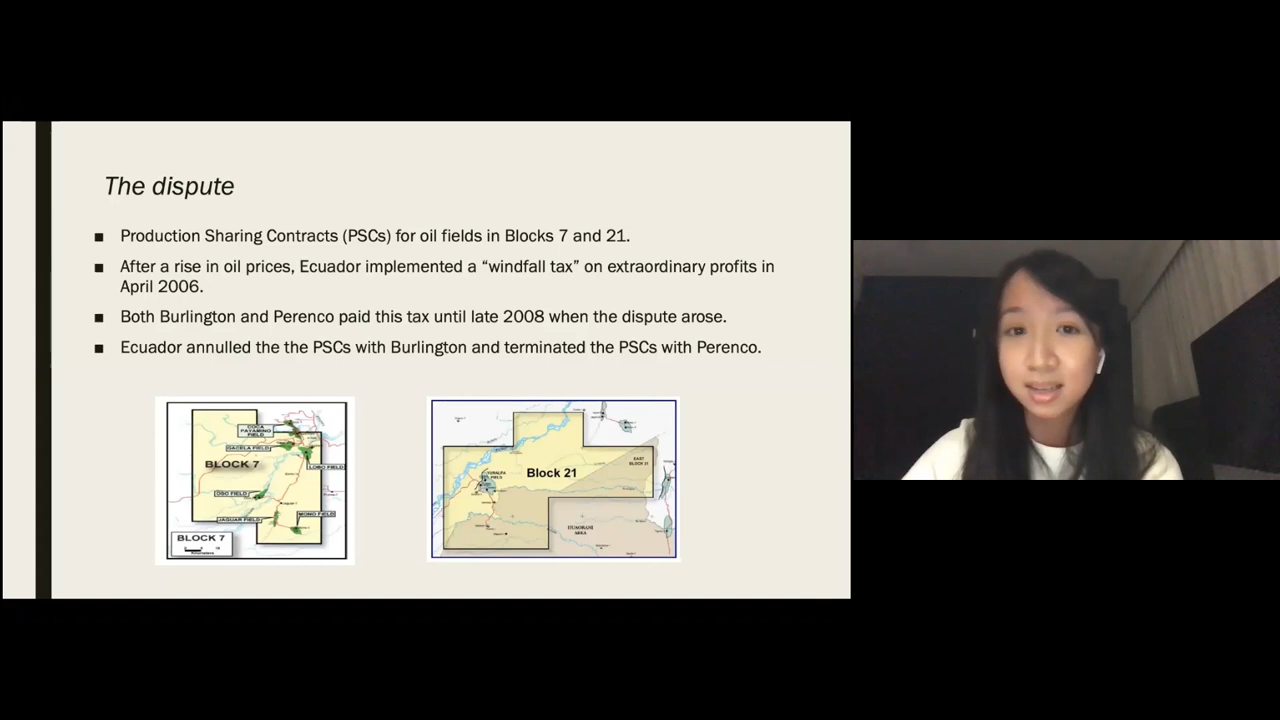 The dispute
■ Production Sharing Contracts (PSCs) for oil fields in Blocks 7 and 21.
■ After a rise in oil prices, Ecuador implemented a “windfall tax” on extraordinary profits in
April 2006.
■ Both Burlington and Perenco paid this tax until late 2008 when the dispute arose.
■ Ecuador annulled the the PSCs with Burlington and terminated the PSCs with Perenco.
COCA
PAYAMINO
FIELD
GACELA FIELD
BLOCK 7
LOBO FIELD
OSO FIELD
MONO FIELD
JAGUAR FIELD
BLOCK 7
Block 21
EAST
BLOCK 21
HUAORANI
AREA